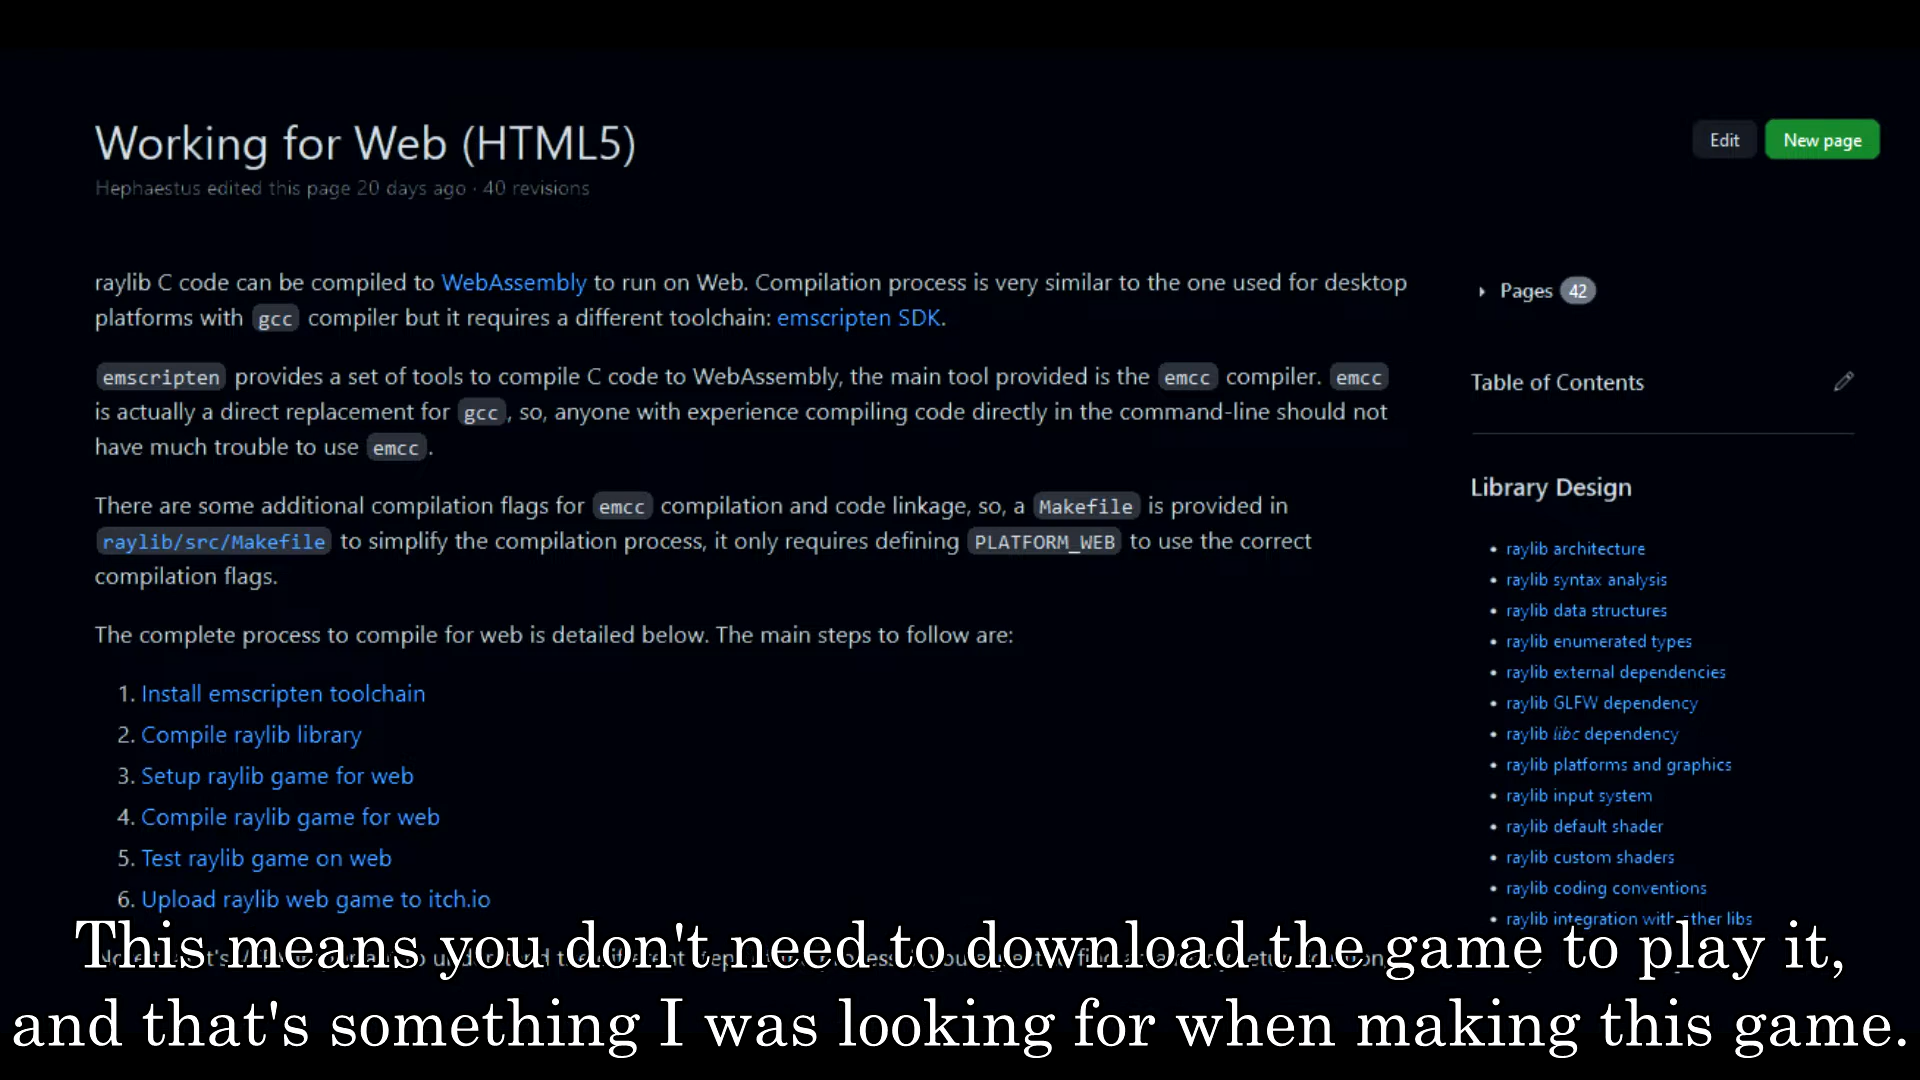 Working for Web (HTML5)
Edit
New page
Hephaestus edited this page 20 days ago · 40 revisions
raylib C code can be compiled to WebAssembly to run on Web. Compilation process is very similar to the one used for desktop
platforms with gcc compiler but it requires a different toolchain: emscripten SDK.
emscripten provides a set of tools to compile C code to WebAssembly, the main tool provided is the emcc compiler. emcc
is actually a direct replacement for gcc, so, anyone with experience compiling code directly in the command-line should not
have much trouble to use emcc.
There are some additional compilation flags for emcc compilation and code linkage, so, a Makefile is provided in
raylib/src/Makefile to simplify the compilation process, it only requires defining PLATFORM_WEB to use the correct
compilation flags.
The complete process to compile for web is detailed below. The main steps to follow are:
1. Install emscripten toolchain
2. Compile raylib library
3. Setup raylib game for web
4. Compile raylib game for web
5. Test raylib game on web
6. Upload raylib web game to itch.io
Pages 42
Table of Contents
Library Design
• raylib architecture
• raylib syntax analysis
• raylib data structures
• raylib enumerated types
• raylib external dependencies
• raylib GLFW dependency
• raylib libc dependency
• raylib platforms and graphics
• raylib input system
• raylib default shader
• raylib custom shaders
• raylib coding conventions
• raylib integration with other libs
This means you don't need to download the game to play it,
and that's something I was looking for when making this game.